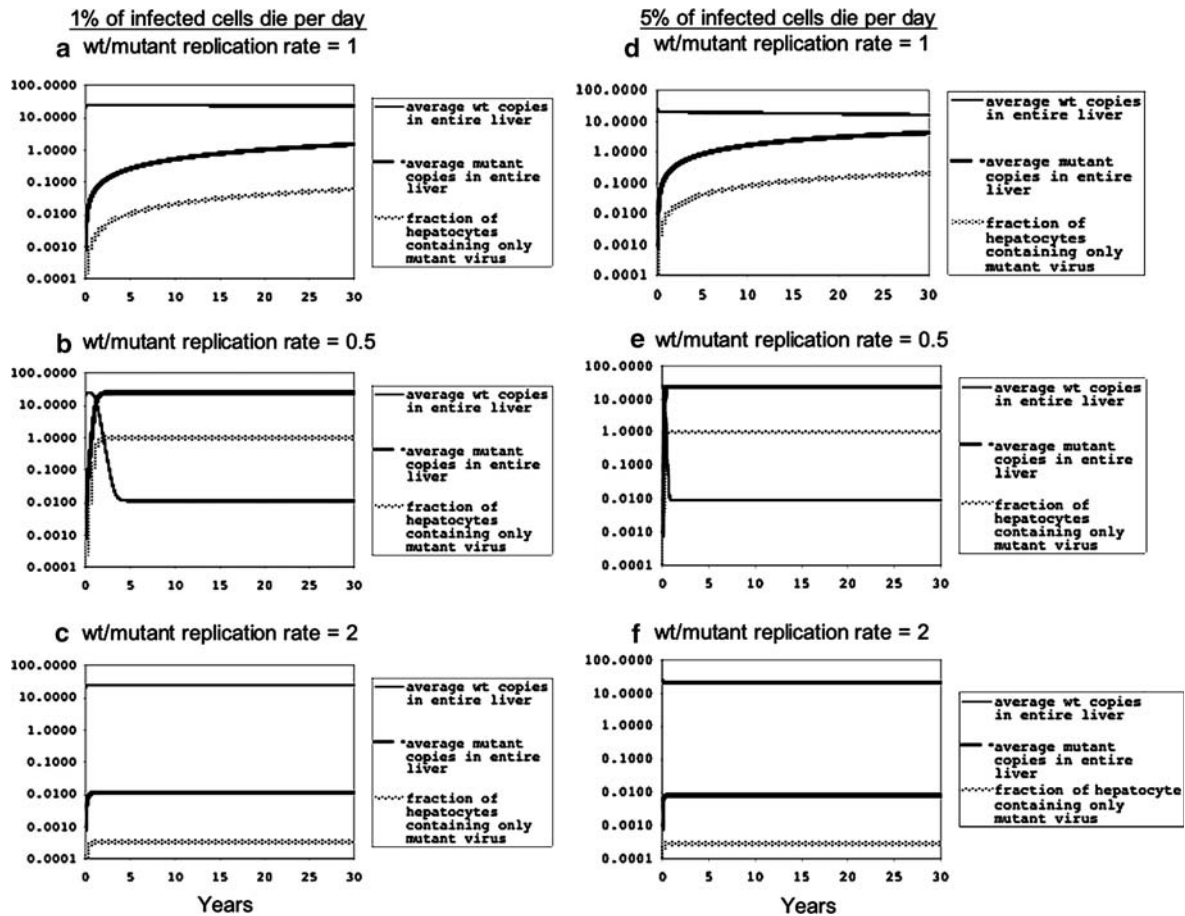 1% of infected cells die per day
a wt/mutant replication rate = 1
100.0000
10.0000
1.0000
0.1000
0.0100
0.0010
0.0001
0 5 10 15 20 25 30
average wt copies
in entire liver
average mutant
copies in entire
liver
fraction of
hepatocytes
containing only
mutant virus
b wt/mutant replication rate = 0.5
100.0000
10.0000
1.0000
0.1000
0.0100
0.0010
0.0001
0 5 10 15 20 25 30
average wt copies
in entire liver
average mutant
copies in entire
liver
fraction of
hepatocytes
containing only
mutant virus
c wt/mutant replication rate = 2
100.0000
10.0000
1.0000
0.1000
0.0100
0.0010
0.0001
0 5 10 15 20 25 30
average wt copies
in entire liver
average mutant
copies in entire
liver
fraction of
hepatocytes
containing only
mutant virus
Years
5% of infected cells die per day
d wt/mutant replication rate = 1
100.0000
10.0000
1.0000
0.1000
0.0100
0.0010
0.0001
0 5 10 15 20 25 30
average wt copies
in entire liver
average mutant
copies in entire
liver
fraction of
hepatocytes
containing only
mutant virus
e wt/mutant replication rate = 0.5
100.0000
10.0000
1.0000
0.1000
0.0100
0.0010
0.0001
0 5 10 15 20 25 30
average wt copies
in entire liver
average mutant
copies in entire
liver
fraction of
hepatocytes
containing only
mutant virus
f wt/mutant replication rate = 2
100.0000
10.0000
1.0000
0.1000
0.0100
0.0010
0.0001
0 5 10 15 20 25 30
average wt copies
in entire liver
average mutant
copies in entire
liver
fraction of hepatocyte
containing only
mutant virus
Years